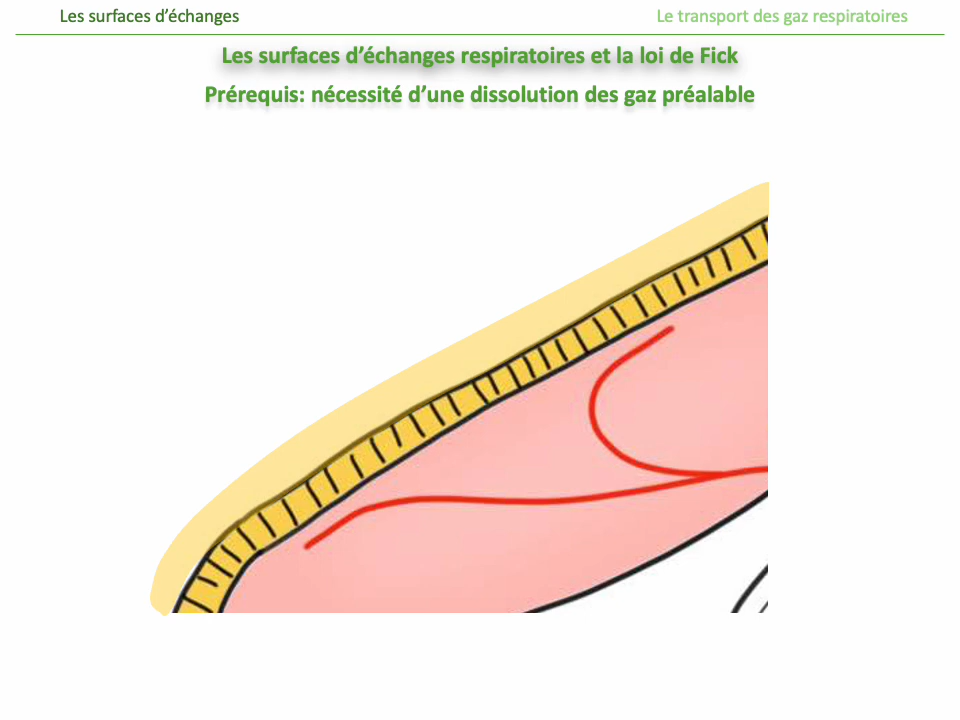 Les surfaces d’échanges
Le transport des gaz respiratoires
Les surfaces d’échanges respiratoires et la loi de Fick
Prérequis: nécessité d’une dissolution des gaz préalable